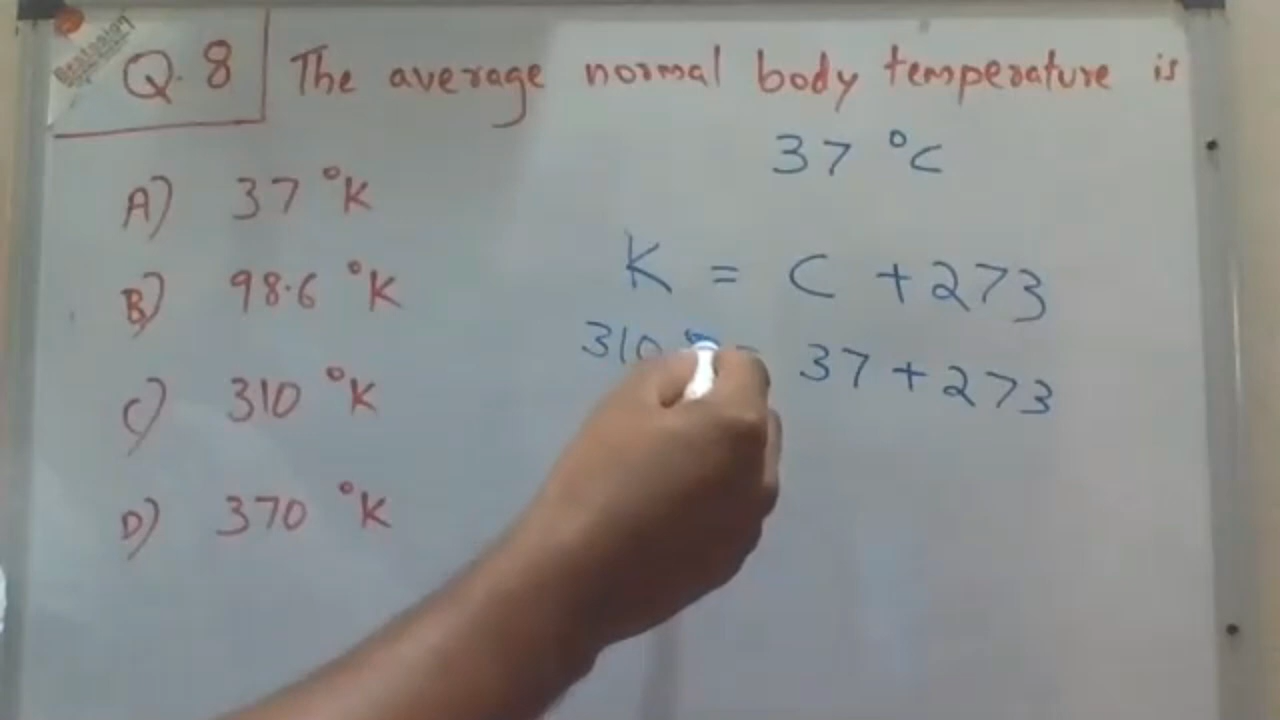 Q. 8 The average normal body temperature is
37 °C
A) 37 °K
B) 98.6 °K
C) 310 °K
D) 370 °K
K = C + 273
310 = 37 + 273